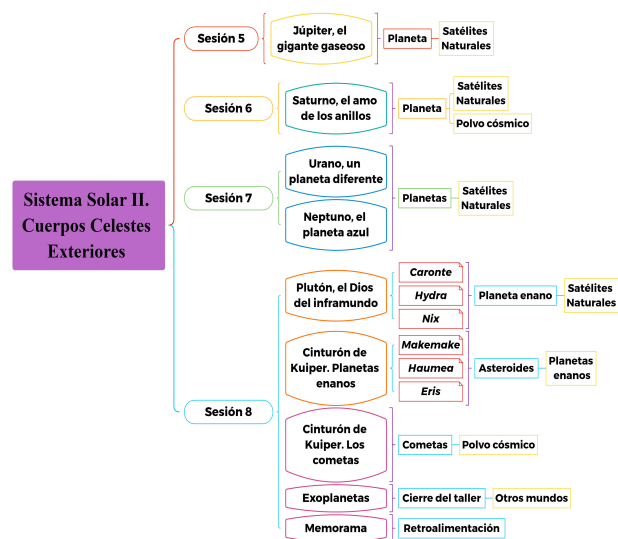 Sistema Solar II.
Cuerpos Celestes
Exteriores
Sesión 5
Júpiter, el
gigante gaseoso
Planeta
Satélites
Naturales
Sesión 6
Saturno, el amo
de los anillos
Planeta
Satélites
Naturales
Polvo cósmico
Sesión 7
Urano, un
planeta diferente
Neptuno, el
planeta azul
Planetas
Satélites
Naturales
Sesión 8
Plutón, el Dios
del inframundo
Caronte
Hydra
Nix
Planeta enano
Satélites
Naturales
Cinturón de
Kuiper. Planetas
enanos
Makemake
Haumea
Eris
Asteroides
Planetas
enanos
Cinturón de
Kuiper. Los
cometas
Cometas
Polvo cósmico
Exoplanetas
Cierre del taller
Otros mundos
Memorama
Retroalimentación